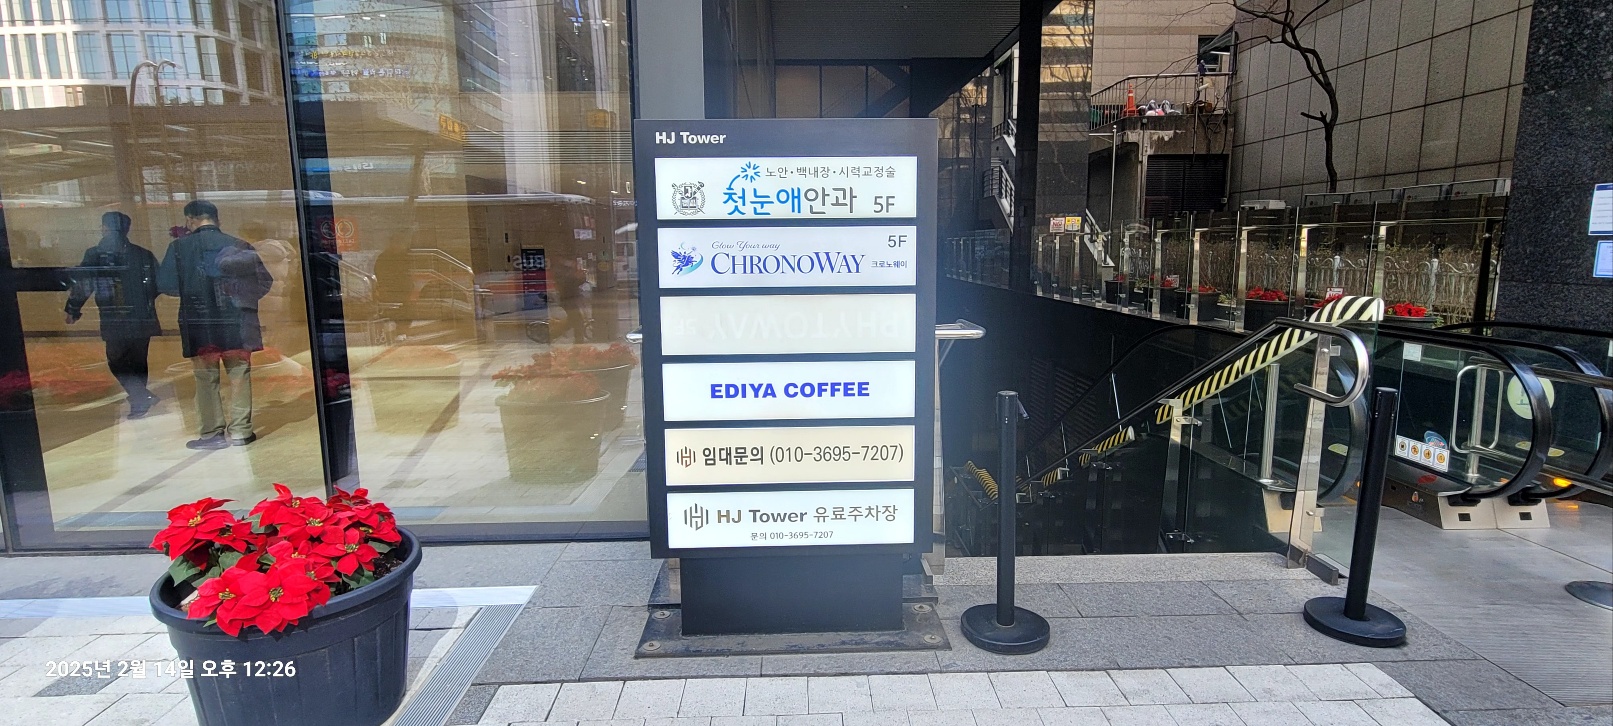 HJ Tower
노안·백내장·시력교정술
첫눈애안과 5F
Glow Your way
5F
CHRONOWAY 크로노웨이
PHYTOWAY 5F
EDIYA COFFEE
임대문의 (010-3695-7207)
HJ Tower 유료주차장
문의 010-3695-7207
2025년 2월 14일 오후 12:26